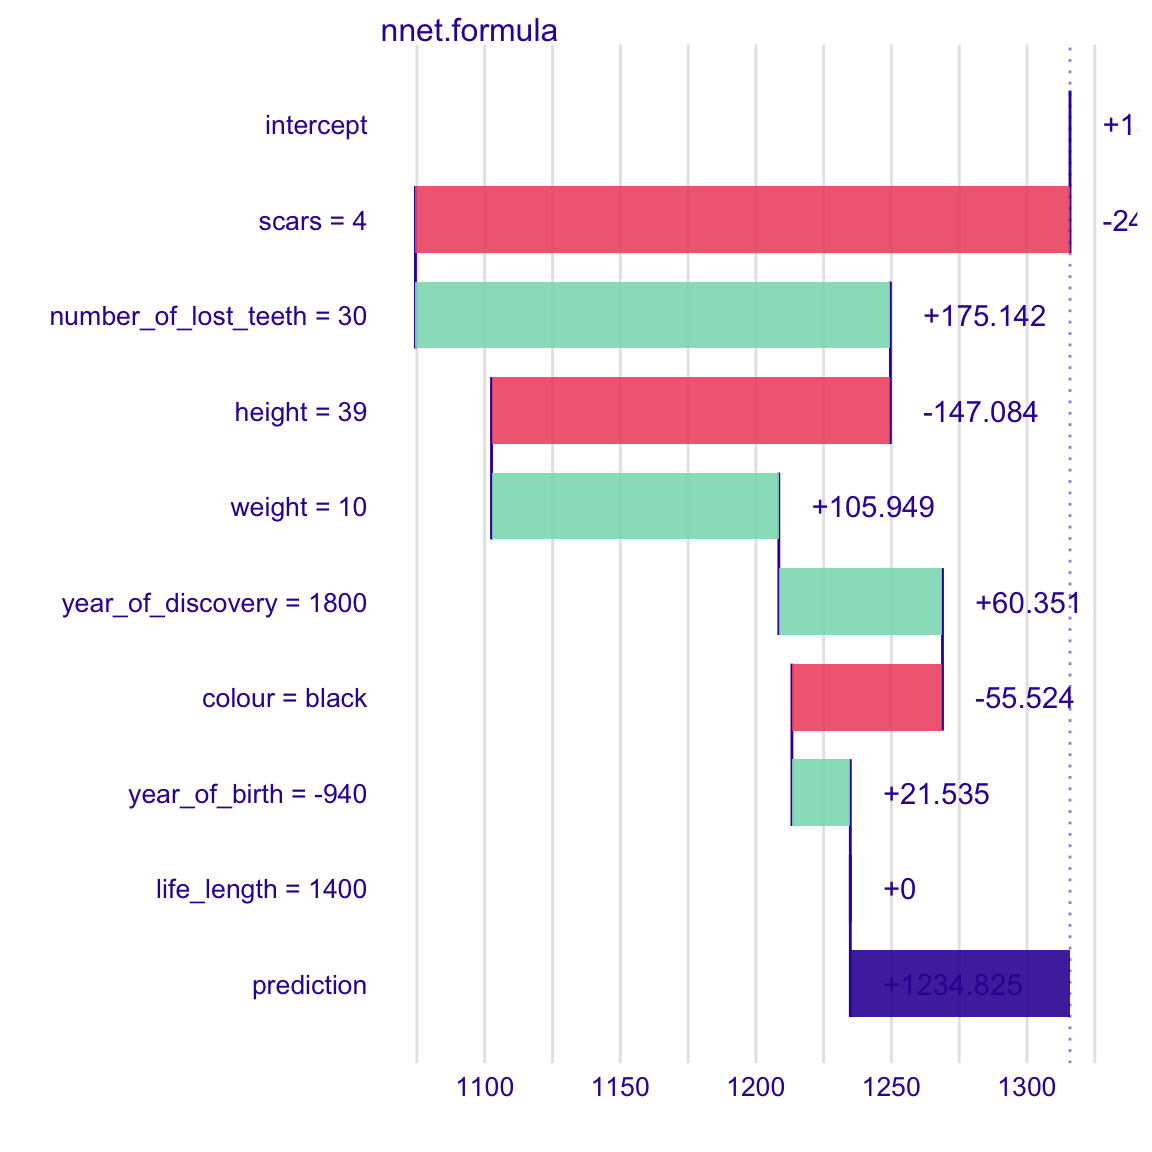 nnet.formula
intercept
scars = 4
-24
number_of_lost_teeth = 30
+175.142
height = 39
-147.084
weight = 10
+105.949
year_of_discovery = 1800
+60.351
colour = black
-55.524
year_of_birth = -940
+21.535
life_length = 1400
+0
prediction
+1234.825
1100 1150 1200 1250 1300